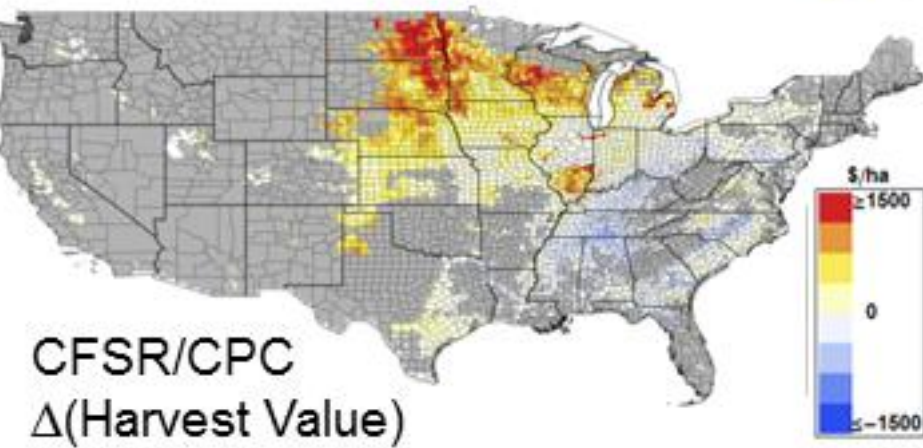 $/ha
≥1500
0
≤-1500
CFSR/CPC
Δ(Harvest Value)